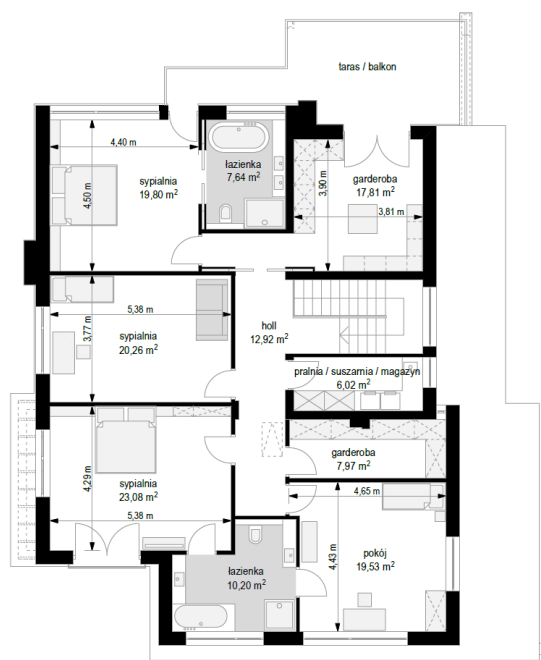 taras / balkon
4,40 m
sypialnia
19,80 m²
4,50 m
łazienka
7,64 m²
garderoba
17,81 m²
3,90 m
3,81 m
5,38 m
3,77 m
sypialnia
20,26 m²
holl
12,92 m²
pralnia / suszarnia / magazyn
6,02 m²
garderoba
7,97 m²
sypialnia
23,08 m²
4,29 m
5,38 m
4,65 m
pokój
19,53 m²
4,43 m
łazienka
10,20 m²